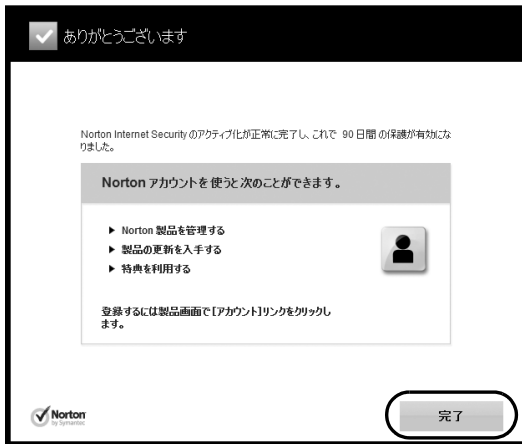 ありがとうございます
Norton Internet Security のアクティブ化が正常に完了し、これで 90 日間 の保護が有効にな
りました。
Norton アカウントを使うと次のことができます。
▶ Norton 製品を管理する
▶ 製品の更新を入手する
▶ 特典を利用する
登録するには製品画面で[アカウント]リンクをクリックし
ます。
Norton
by Symantec
完了